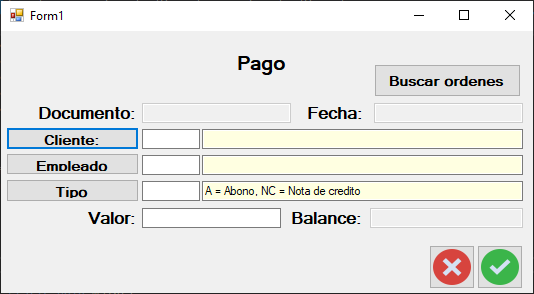 Form1
Pago
Buscar ordenes
Documento: Fecha:
Cliente:
Empleado
Tipo A = Abono, NC = Nota de credito
Valor: Balance: